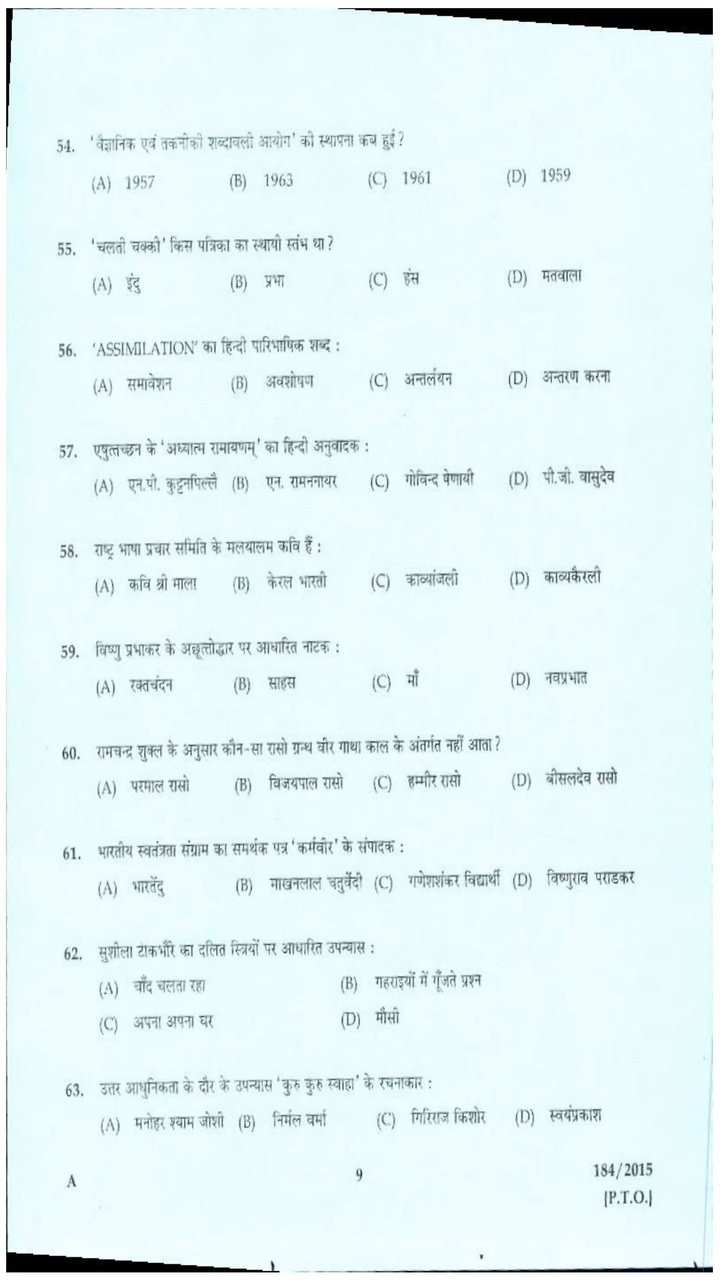 54. 'वैज्ञानिक एवं तकनीकी शब्दावली आयोग' की स्थापना कब हुई ?
(A) 1957 (B) 1963 (C) 1961 (D) 1959
55. 'चलती चक्की' किस पत्रिका का स्थायी स्तंभ था ?
(A) इंदु (B) प्रभा (C) हंस (D) मतवाला
56. 'ASSIMILATION' का हिन्दी पारिभाषिक शब्द :
(A) समावेशन (B) अवशोषण (C) अन्तर्लयन (D) अन्तरण करना
57. एषुत्तच्छन के 'अध्यात्म रामायणम्' का हिन्दी अनुवादक :
(A) एन.पी. कुट्टनपिल्लै (B) एन. रामननायर (C) गोविन्द षेणायी (D) पी.जी. वासुदेव
58. राष्ट्र भाषा प्रचार समिति के मलयालम कवि हैं :
(A) कवि श्री माला (B) केरल भारती (C) काव्यांजली (D) काव्यकैरली
59. विष्णु प्रभाकर के अछूत्तोद्धार पर आधारित नाटक :
(A) रक्तचंदन (B) साहस (C) माँ (D) नवप्रभात
60. रामचन्द्र शुक्ल के अनुसार कौन-सा रासो ग्रन्थ वीर गाथा काल के अंतर्गत नहीं आता ?
(A) परमाल रासो (B) विजयपाल रासो (C) हम्मीर रासो (D) बीसलदेव रासो
61. भारतीय स्वतंत्रता संग्राम का समर्थक पत्र 'कर्मवीर' के संपादक :
(A) भारतेंदु (B) माखनलाल चतुर्वेदी (C) गणेशशंकर विद्यार्थी (D) विष्णुराव पराडकर
62. सुशीला टाकभौरे का दलित स्त्रियों पर आधारित उपन्यास :
(A) चाँद चलता रहा (B) गहराइयों में गूँजते प्रश्न
(C) अपना अपना घर (D) मौसी
63. उत्तर आधुनिकता के दौर के उपन्यास 'कुरु कुरु स्वाहा' के रचनाकार :
(A) मनोहर श्याम जोशी (B) निर्मल वर्मा (C) गिरिराज किशोर (D) स्वयंप्रकाश
A 9 184/2015
[P.T.O.]